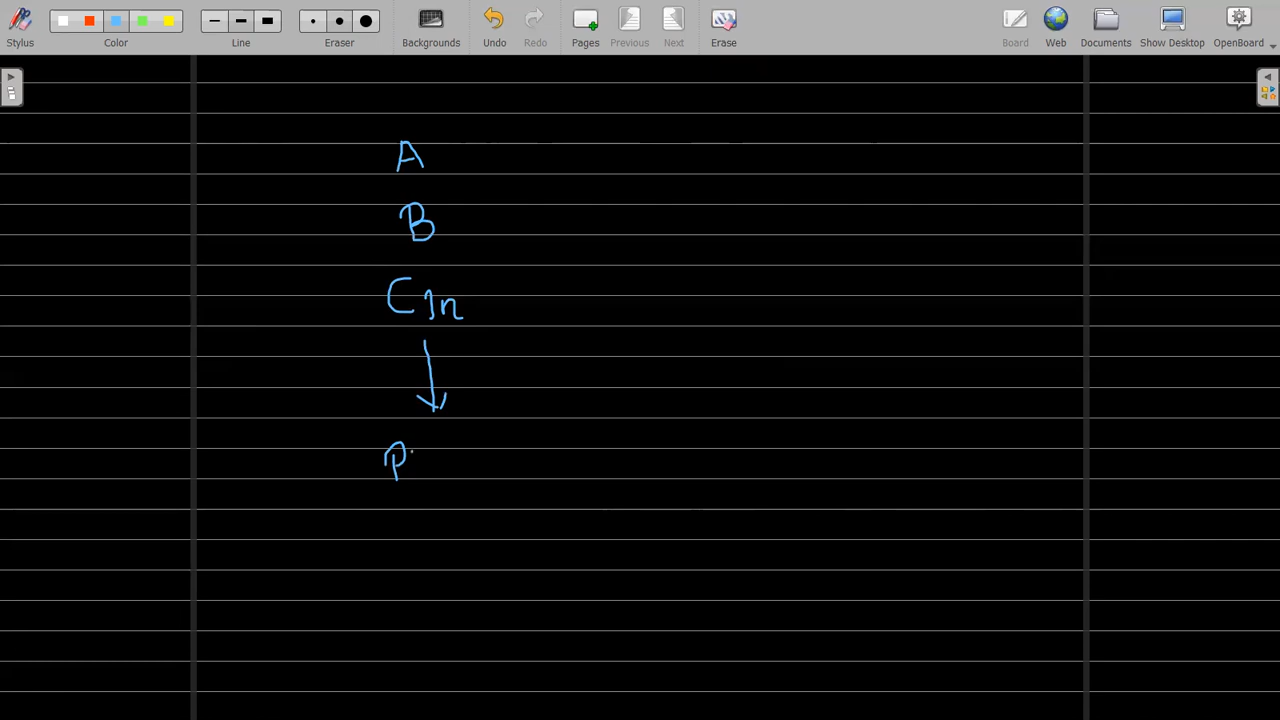 Stylus
Color
Line
Eraser
Backgrounds
Undo
Redo
Pages
Previous
Next
Erase
Board
Web
Documents
Show Desktop
OpenBoard
A
B
CIn
P